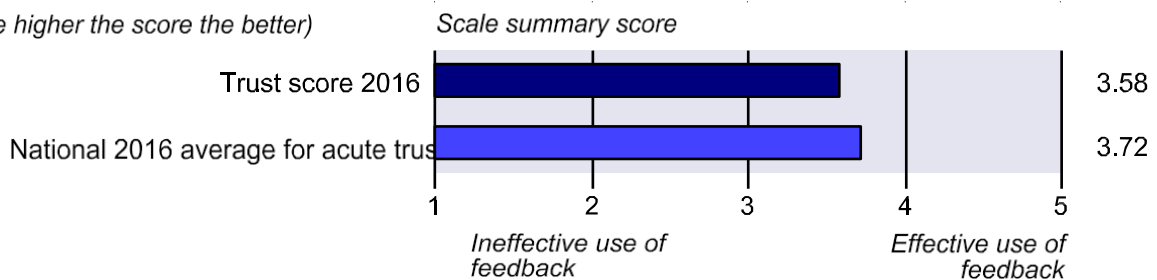 e higher the score the better)
Scale summary score
Trust score 2016
3.58
National 2016 average for acute trus
3.72
1 2 3 4 5
Ineffective use of
feedback
Effective use of
feedback